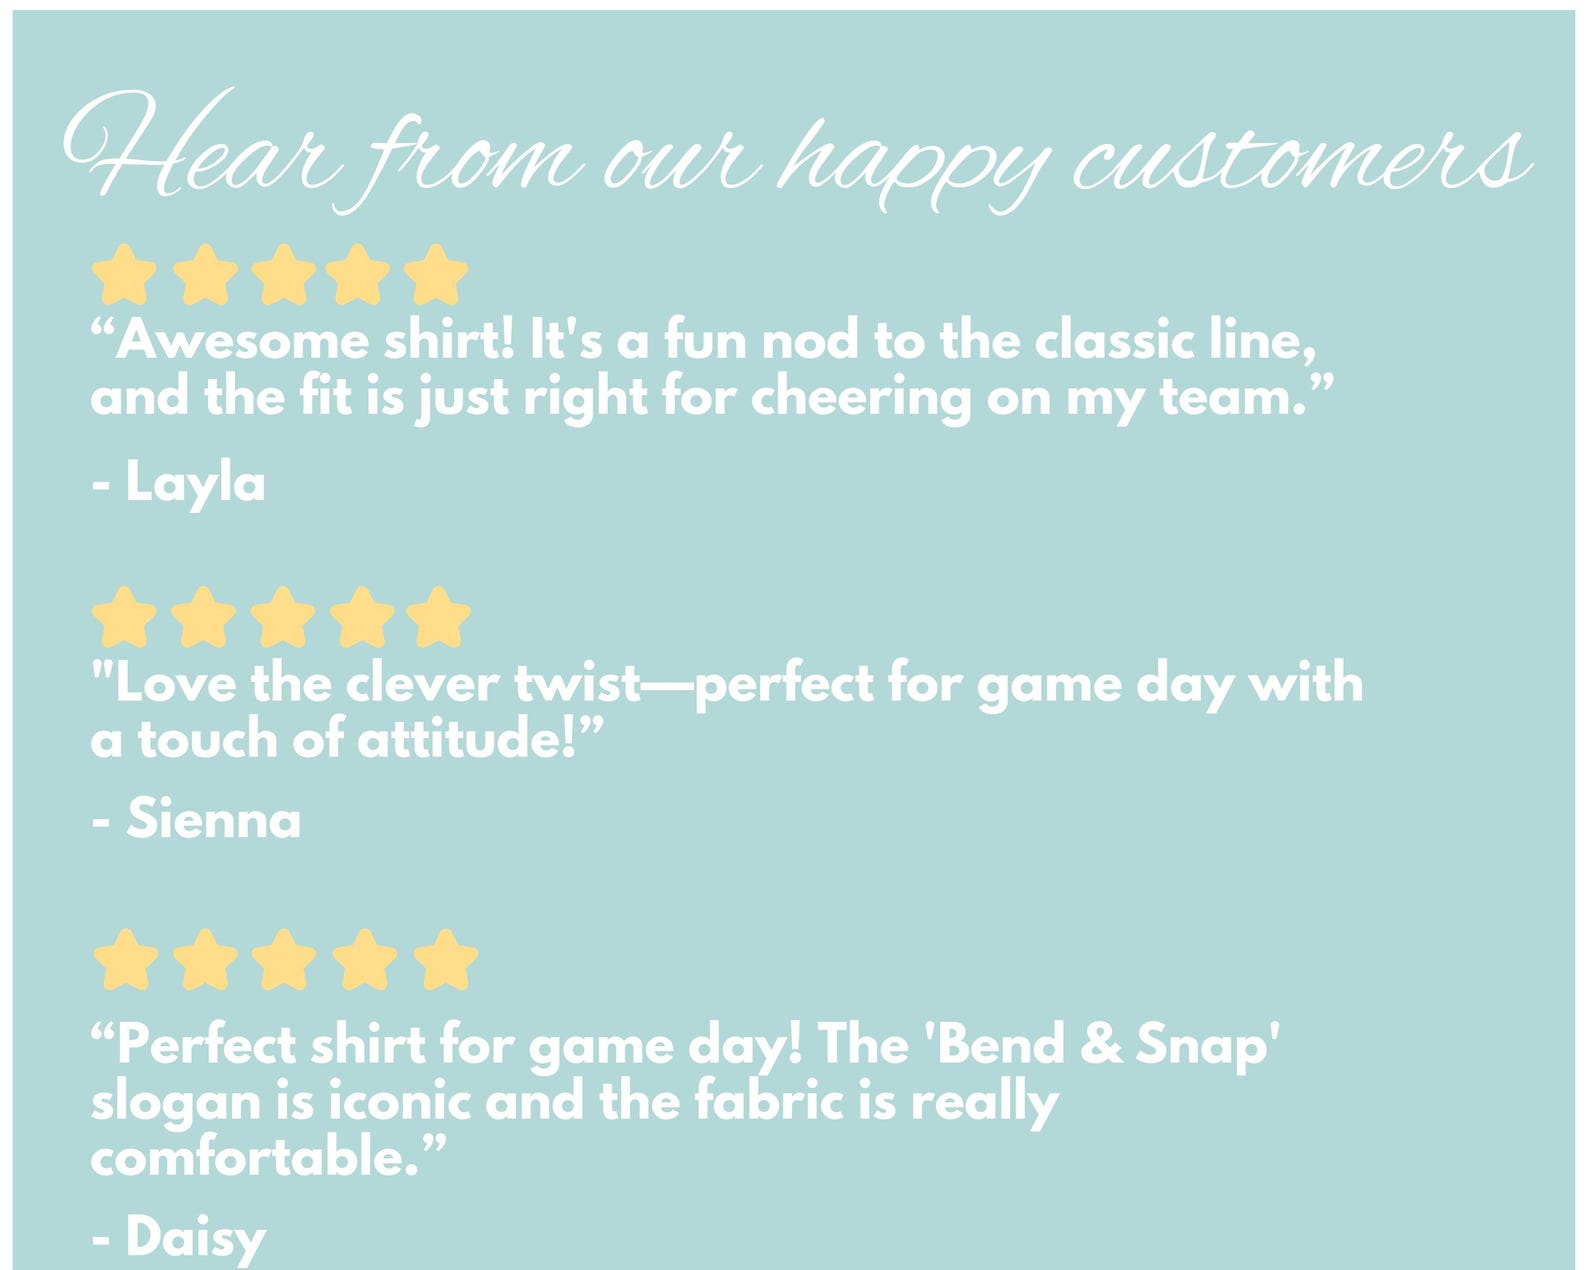 Hear from our happy customers
“Awesome shirt! It's a fun nod to the classic line,
and the fit is just right for cheering on my team.”
- Layla
"Love the clever twist—perfect for game day with
a touch of attitude!”
- Sienna
“Perfect shirt for game day! The 'Bend & Snap'
slogan is iconic and the fabric is really
comfortable.”
- Daisy